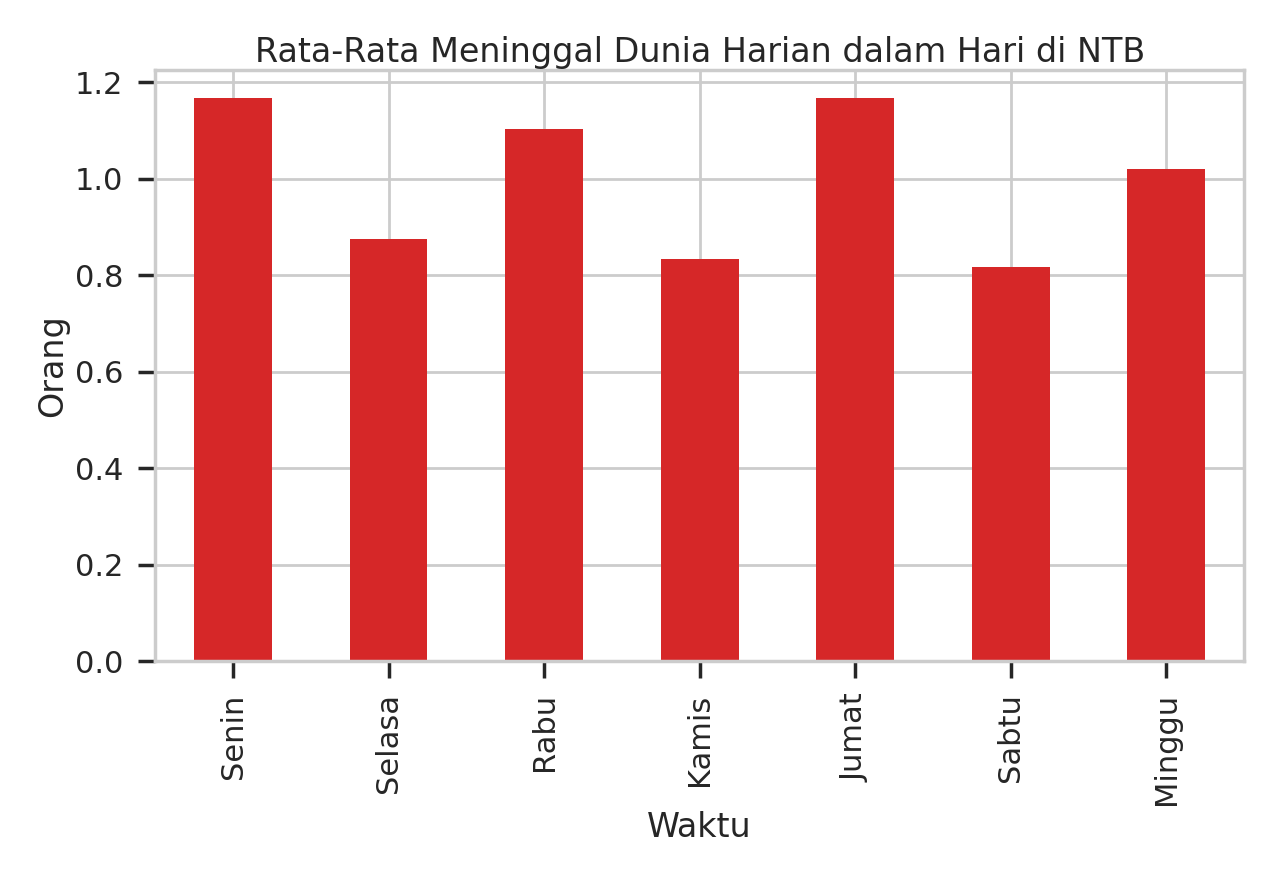 Rata-Rata Meninggal Dunia Harian dalam Hari di NTB
1.2
1.0
0.8
0.6
0.4
0.2
0.0
Orang
Senin
Selasa
Rabu
Kamis
Jumat
Sabtu
Minggu
Waktu